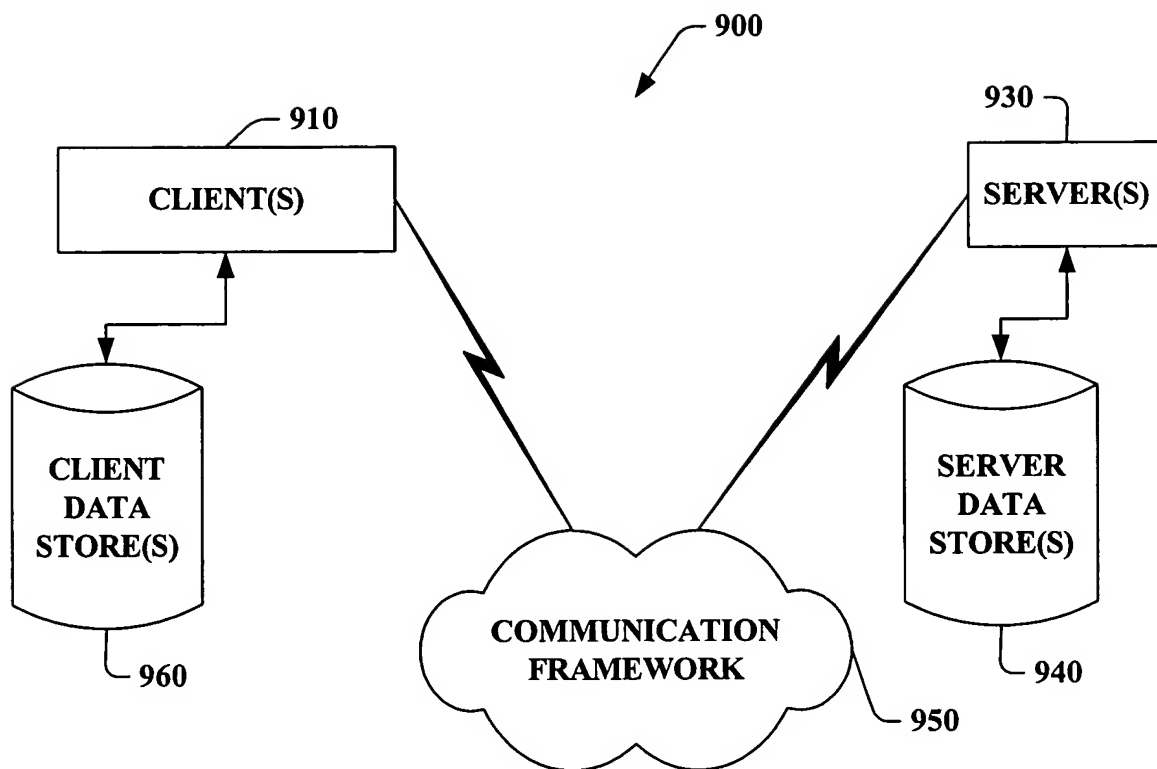 900
910
930
CLIENT(S)
SERVER(S)
CLIENT
DATA
STORE(S)
SERVER
DATA
STORE(S)
COMMUNICATION
FRAMEWORK
960
940
950